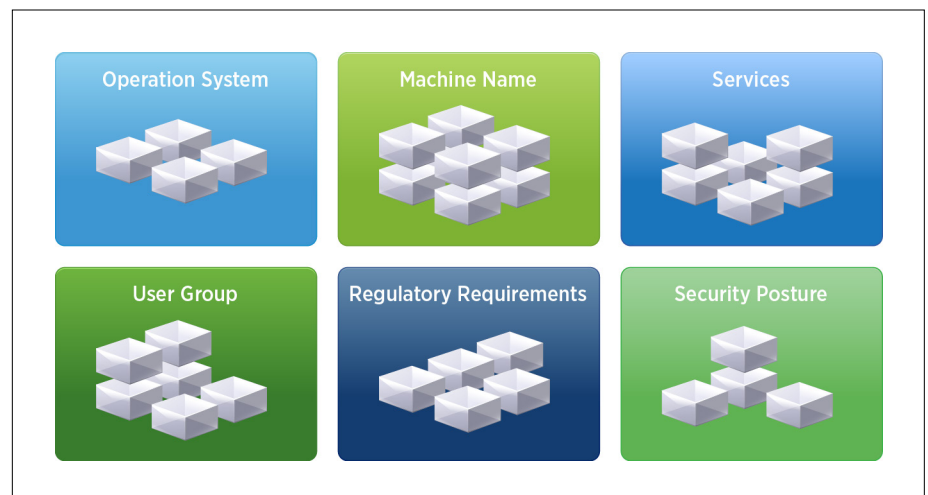 Operation System
Machine Name
Services
User Group
Regulatory Requirements
Security Posture